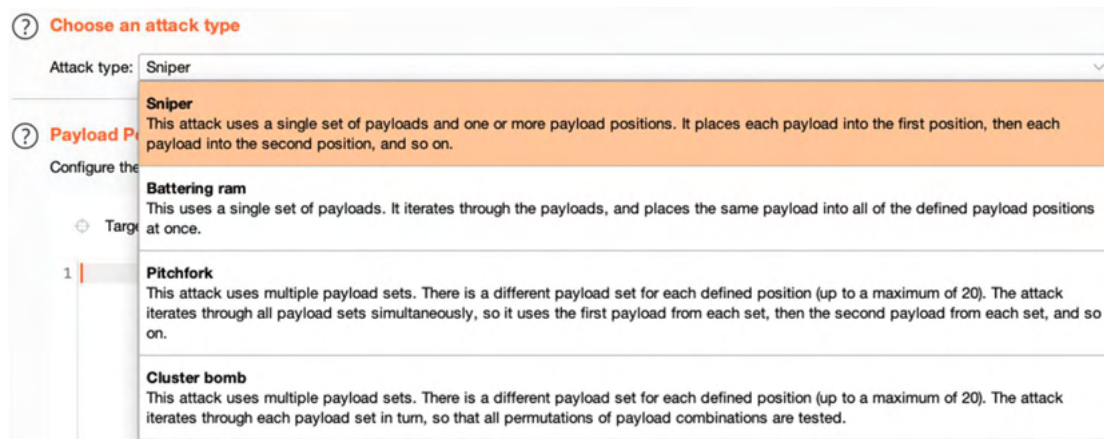 Choose an attack type
Attack type: Sniper
Sniper
This attack uses a single set of payloads and one or more payload positions. It places each payload into the first position, then each
payload into the second position, and so on.
Payload
Configure the
Battering ram
This uses a single set of payloads. It iterates through the payloads, and places the same payload into all of the defined payload positions
at once.
1
Pitchfork
This attack uses multiple payload sets. There is a different payload set for each defined position (up to a maximum of 20). The attack
iterates through all payload sets simultaneously, so it uses the first payload from each set, then the second payload from each set, and so
on.
Cluster bomb
This attack uses multiple payload sets. There is a different payload set for each defined position (up to a maximum of 20). The attack
iterates through each payload set in turn, so that all permutations of payload combinations are tested.